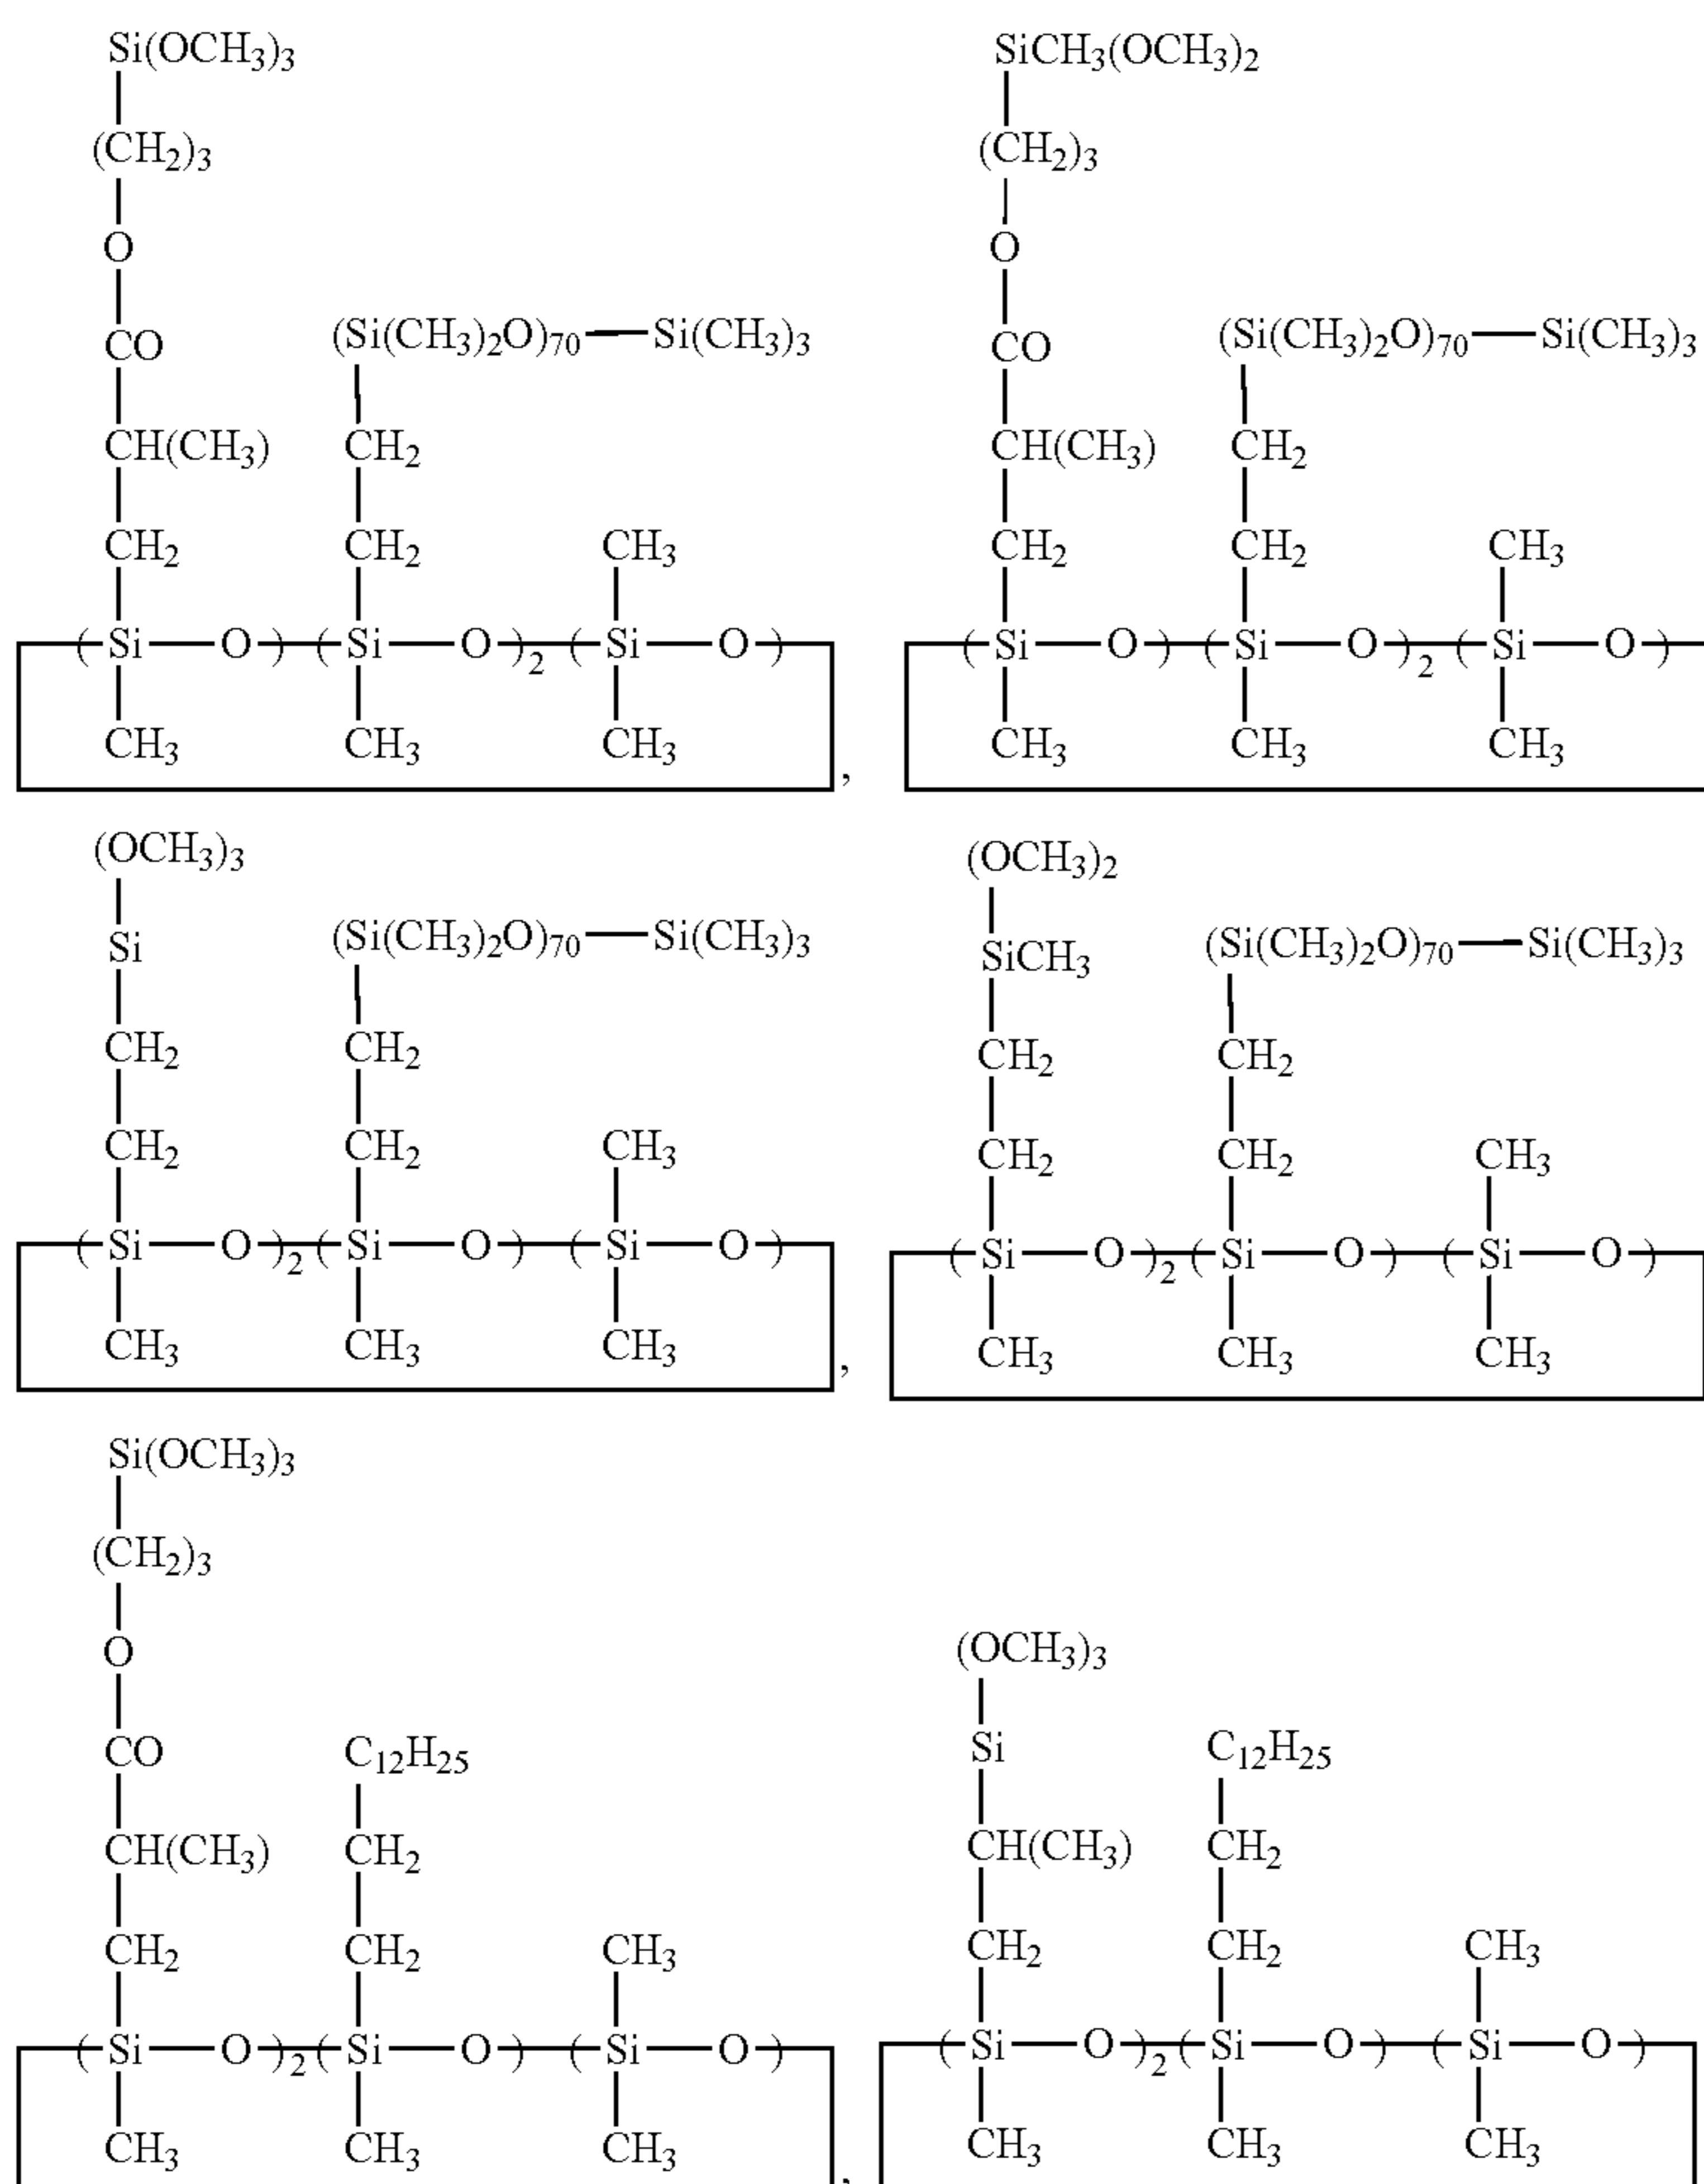 Si(OCH₃)₃
(CH₂)₃
O
CO (Si(CH₃)₂O)₇₀—Si(CH₃)₃
CH(CH₃) CH₂
CH₂ CH₂ CH₃
(Si—O)(Si—O)₂(Si—O)
CH₃ CH₃ CH₃ ,
SiCH₃(OCH₃)₂
(CH₂)₃
O
CO (Si(CH₃)₂O)₇₀—Si(CH₃)₃
CH(CH₃) CH₂
CH₂ CH₂ CH₃
(Si—O)(Si—O)₂(Si—O)
CH₃ CH₃ CH₃
(OCH₃)₃
Si (Si(CH₃)₂O)₇₀—Si(CH₃)₃
CH₂ CH₂
CH₂ CH₂ CH₃
(Si—O)₂(Si—O)(Si—O)
CH₃ CH₃ CH₃ ,
(OCH₃)₂
SiCH₃ (Si(CH₃)₂O)₇₀—Si(CH₃)₃
CH₂ CH₂
CH₂ CH₂ CH₃
(Si—O)₂(Si—O)(Si—O)
CH₃ CH₃ CH₃
Si(OCH₃)₃
(CH₂)₃
O
CO C₁₂H₂₅
CH(CH₃) CH₂
CH₂ CH₂ CH₃
(Si—O)₂(Si—O)(Si—O)
CH₃ CH₃ CH₃ ,
(OCH₃)₃
Si C₁₂H₂₅
CH(CH₃) CH₂
CH₂ CH₂ CH₃
(Si—O)₂(Si—O)(Si—O)
CH₃ CH₃ CH₃